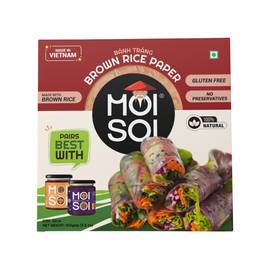 MADE IN
VIETNAM
BÁNH TRÁNG
BROWN RICE PAPER
MADE WITH
BROWN RICE
GLUTEN FREE
NO
PRESERVATIVES
MOI
SOI
100%
NATURAL
PAIRS
BEST
WITH
MOI
SO
MOI
SOI